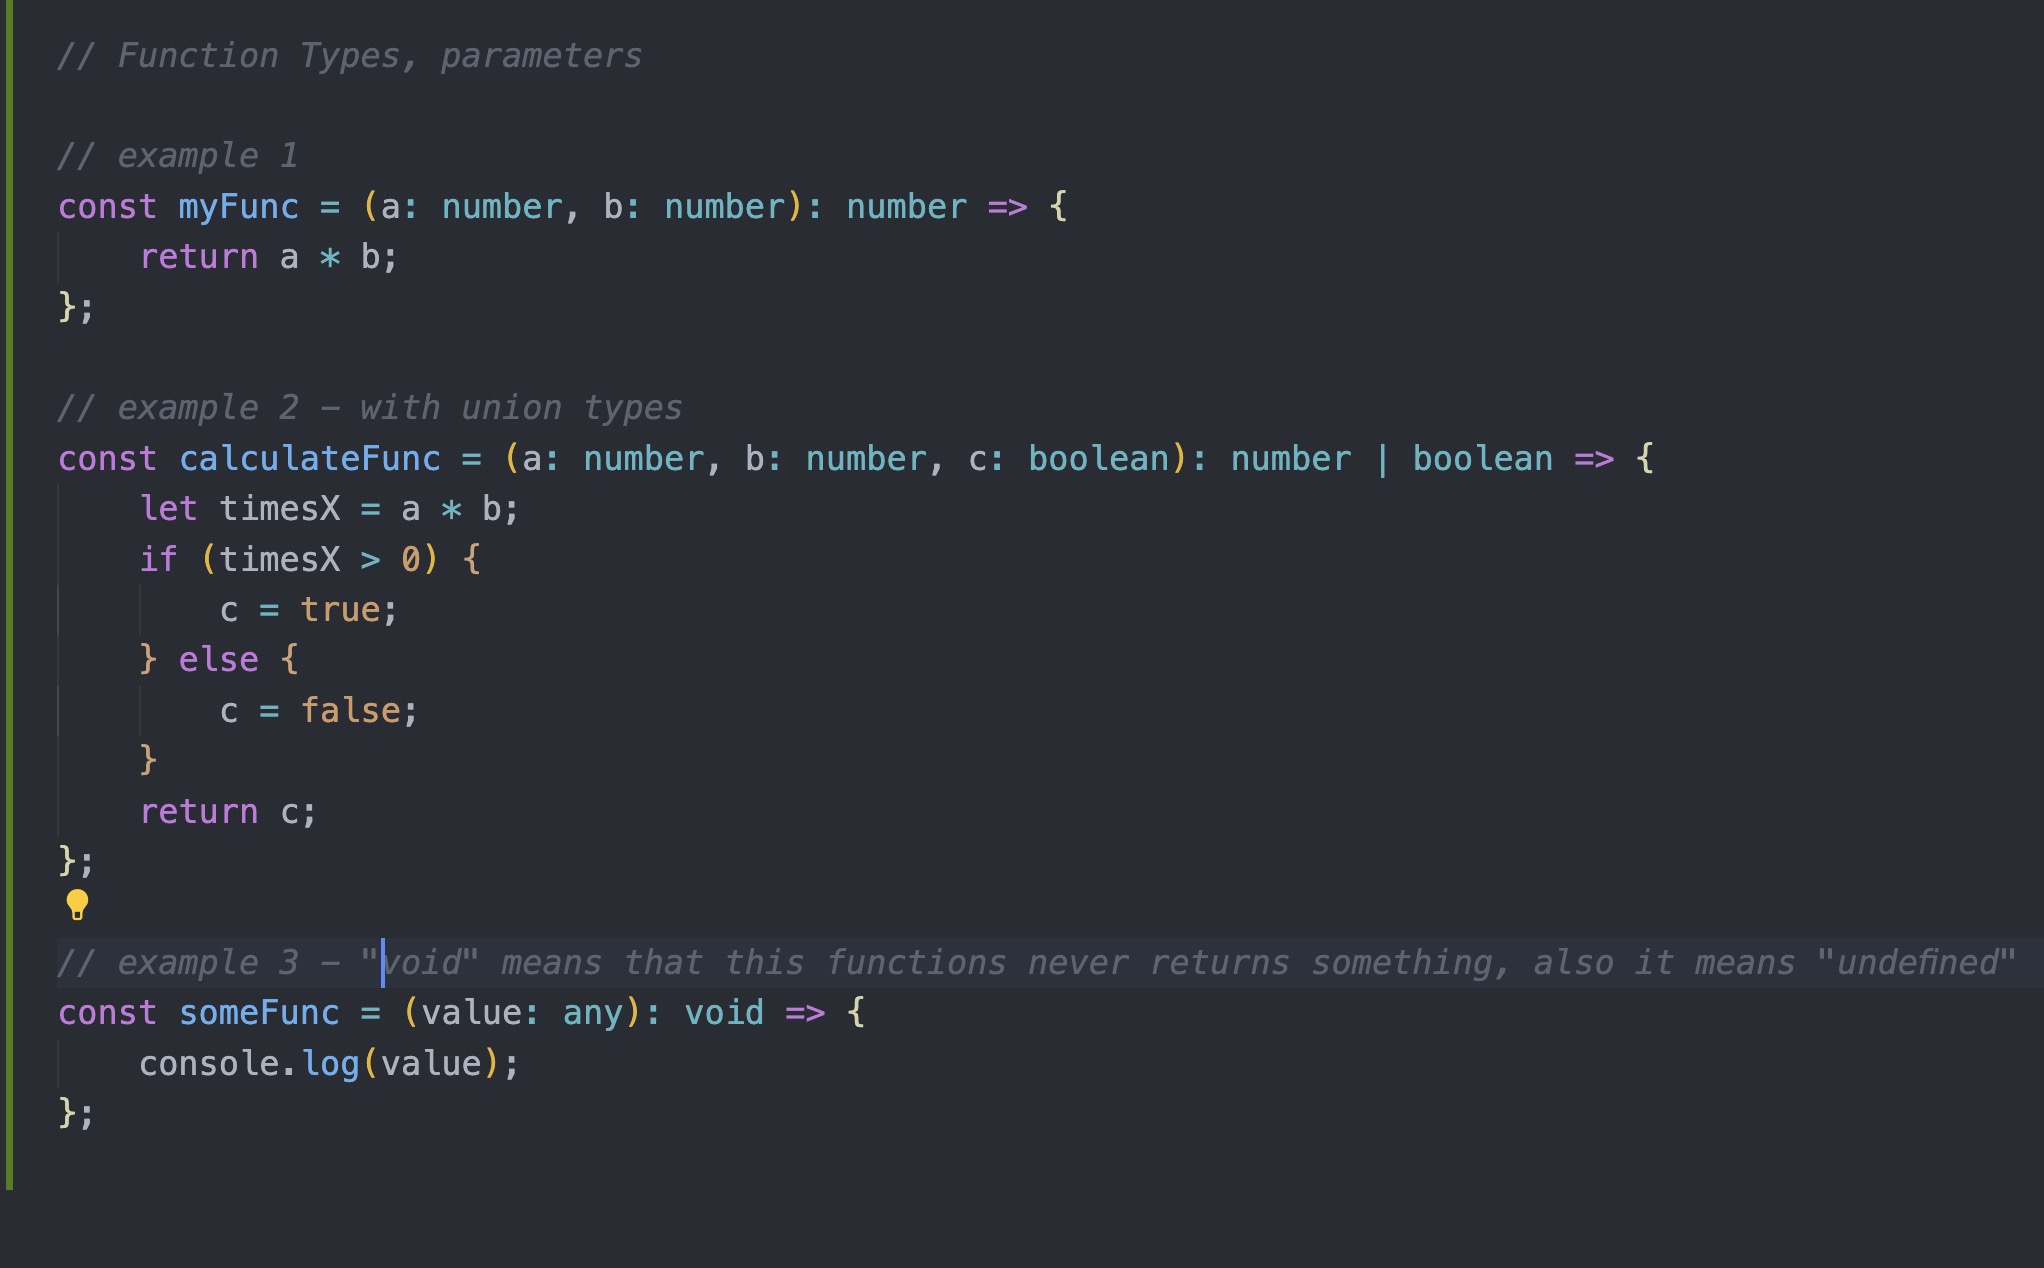 // Function Types, parameters
// example 1
const myFunc = (a: number, b: number): number => {
    return a * b;
};
// example 2 – with union types
const calculateFunc = (a: number, b: number, c: boolean): number | boolean => {
    let timesX = a * b;
    if (timesX > 0) {
        c = true;
    } else {
        c = false;
    }
    return c;
};
// example 3 – "void" means that this functions never returns something, also it means "undefined"
const someFunc = (value: any): void => {
    console.log(value);
};